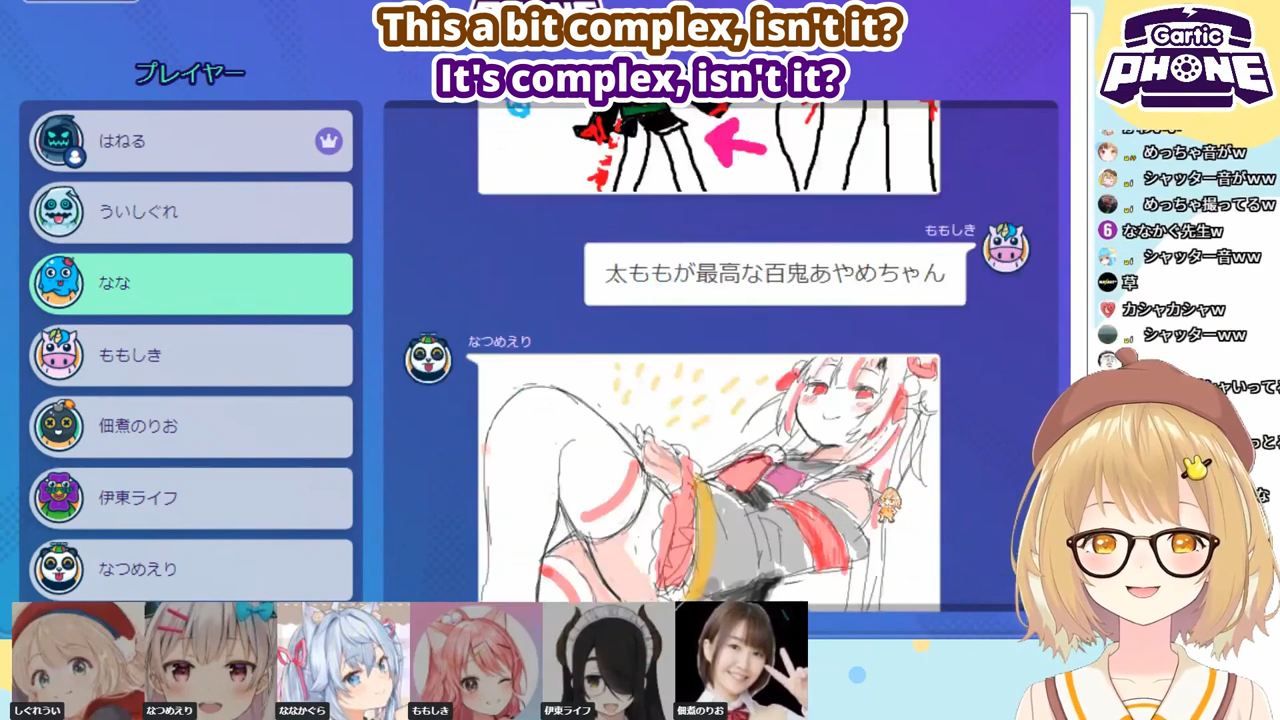 This a bit complex, isn't it?
It's complex, isn't it?
Gartic
PHONE
プレイヤー
はねる
ういしぐれ
なな
ももしき
佃煮のりお
伊東ライフ
なつめえり
ももしき
太ももが最高な百鬼あやめちゃん
なつめえり
めっちゃ音がw
シャッター音がww
めっちゃ撮ってるw
6 ななかぐ先生w
シャッター音ww
草
カシャカシャw
シャッターww
しぐれうい
なつめえり
ななかぐら
ももしき
伊東ライフ
佃煮のりお